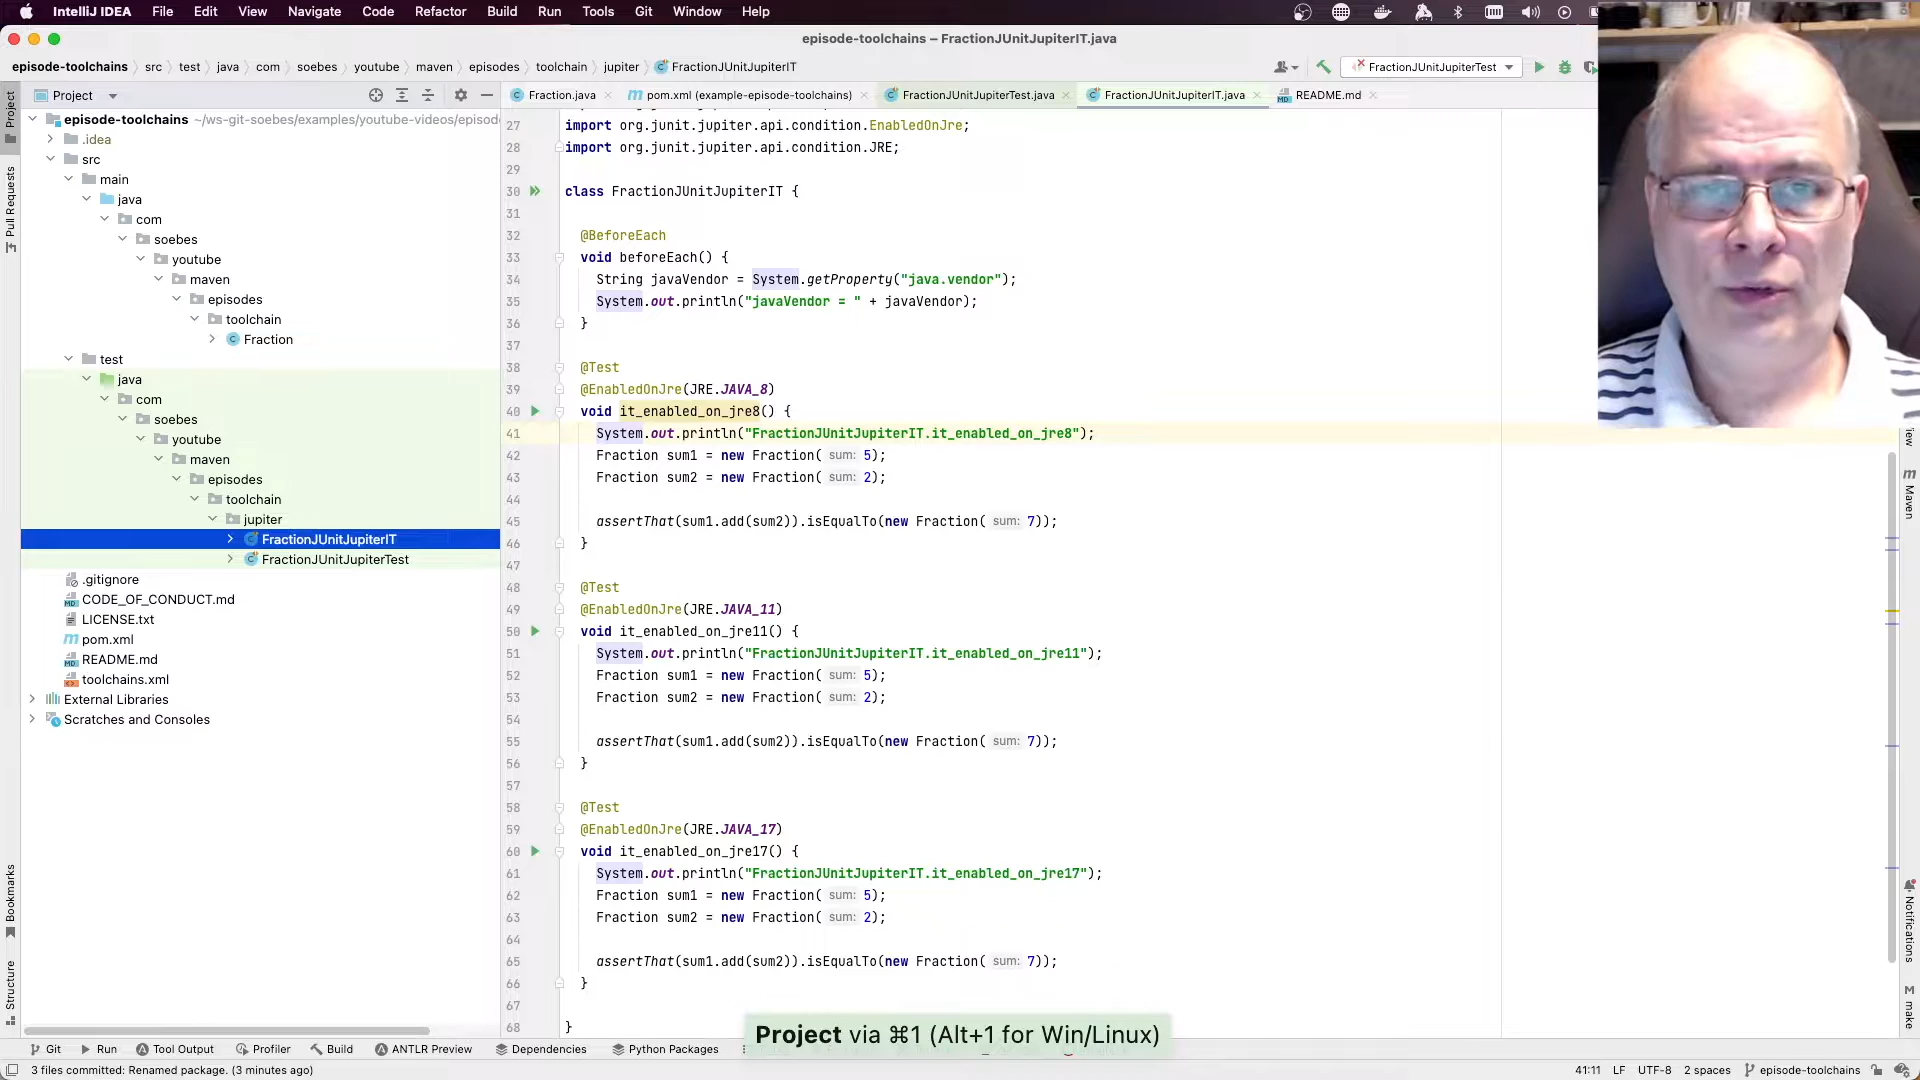 IntelliJ IDEA File Edit View Navigate Code Refactor Build Run Tools Git Window Help
episode-toolchains – FractionJUnitJupiterIT.java
episode-toolchains src test java com soebes youtube maven episodes toolchain jupiter FractionJUnitJupiterIT
FractionJUnitJupiterTest
Project
Fraction.java
pom.xml (example-episode-toolchains)
FractionJUnitJupiterTest.java
FractionJUnitJupiterIT.java
README.md
Project
Pull Requests
Bookmarks
Structure
episode-toolchains ~/ws-git-soebes/examples/youtube-videos/episod
.idea
src
main
java
com
soebes
youtube
maven
episodes
toolchain
Fraction
test
java
com
soebes
youtube
maven
episodes
toolchain
jupiter
FractionJUnitJupiterIT
FractionJUnitJupiterTest
.gitignore
CODE_OF_CONDUCT.md
LICENSE.txt
pom.xml
README.md
toolchains.xml
External Libraries
Scratches and Consoles
27 import org.junit.jupiter.api.condition.EnabledOnJre;
28 import org.junit.jupiter.api.condition.JRE;
29
30 class FractionJUnitJupiterIT {
31
32 @BeforeEach
33 void beforeEach() {
34 String javaVendor = System.getProperty("java.vendor");
35 System.out.println("javaVendor = " + javaVendor);
36 }
37
38 @Test
39 @EnabledOnJre(JRE.JAVA_8)
40 void it_enabled_on_jre8() {
41 System.out.println("FractionJUnitJupiterIT.it_enabled_on_jre8");
42 Fraction sum1 = new Fraction( sum: 5);
43 Fraction sum2 = new Fraction( sum: 2);
44
45 assertThat(sum1.add(sum2)).isEqualTo(new Fraction( sum: 7));
46 }
47
48 @Test
49 @EnabledOnJre(JRE.JAVA_11)
50 void it_enabled_on_jre11() {
51 System.out.println("FractionJUnitJupiterIT.it_enabled_on_jre11");
52 Fraction sum1 = new Fraction( sum: 5);
53 Fraction sum2 = new Fraction( sum: 2);
54
55 assertThat(sum1.add(sum2)).isEqualTo(new Fraction( sum: 7));
56 }
57
58 @Test
59 @EnabledOnJre(JRE.JAVA_17)
60 void it_enabled_on_jre17() {
61 System.out.println("FractionJUnitJupiterIT.it_enabled_on_jre17");
62 Fraction sum1 = new Fraction( sum: 5);
63 Fraction sum2 = new Fraction( sum: 2);
64
65 assertThat(sum1.add(sum2)).isEqualTo(new Fraction( sum: 7));
66 }
67
68 }
Maven
Notifications
make
Project via ⌘1 (Alt+1 for Win/Linux)
Git Run Tool Output Profiler Build ANTLR Preview Dependencies Python Packages
3 files committed: Renamed package. (3 minutes ago)
41:11 LF UTF-8 2 spaces episode-toolchains